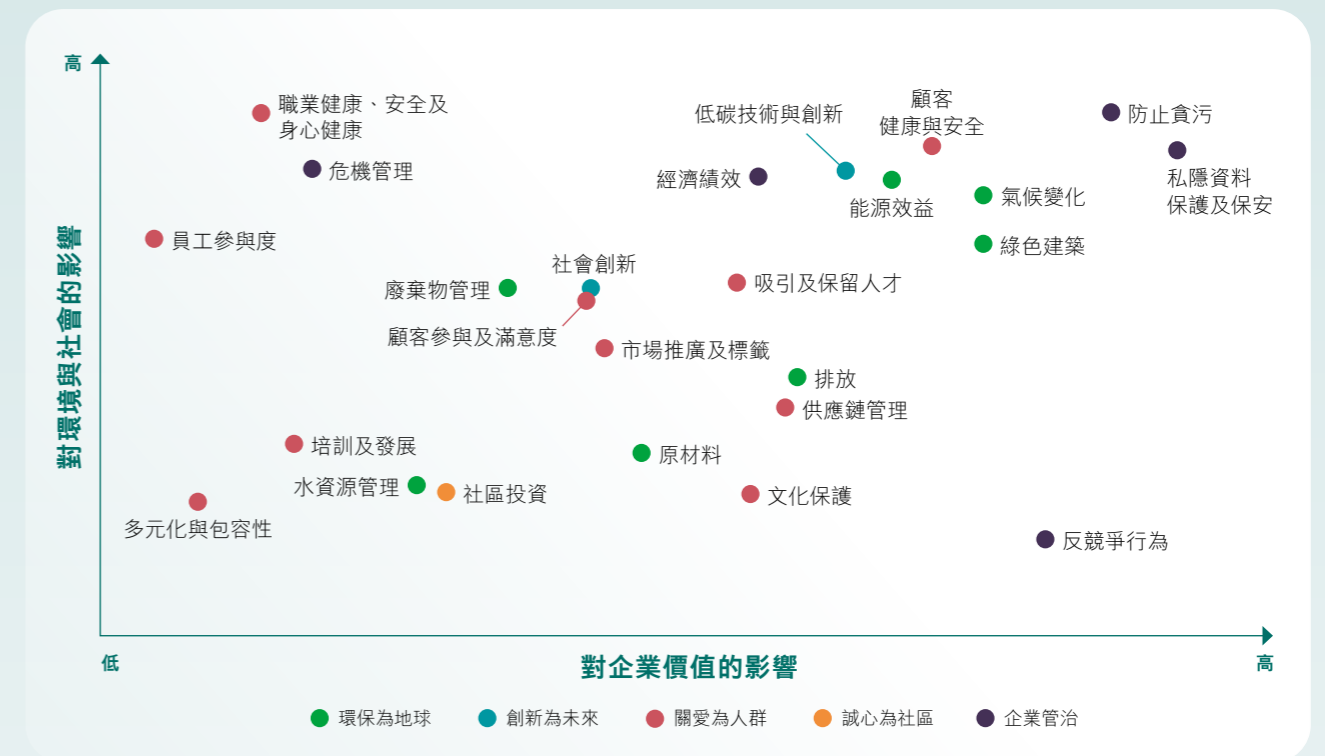 高
職業健康、安全及
身心健康
危機管理
員工參與度
低碳技術與創新
顧客
健康與安全
防止貪污
經濟績效
能源效益
私隱資料
保護及保安
氣候變化
綠色建築
社會創新
廢棄物管理
吸引及保留人才
顧客參與及滿意度
市場推廣及標籤
排放
供應鏈管理
培訓及發展
原材料
水資源管理
社區投資
文化保護
多元化與包容性
反競爭行為
對環境與社會的影響
低
對企業價值的影響
高
環保為地球
創新為未來
關愛為人群
誠心為社區
企業管治